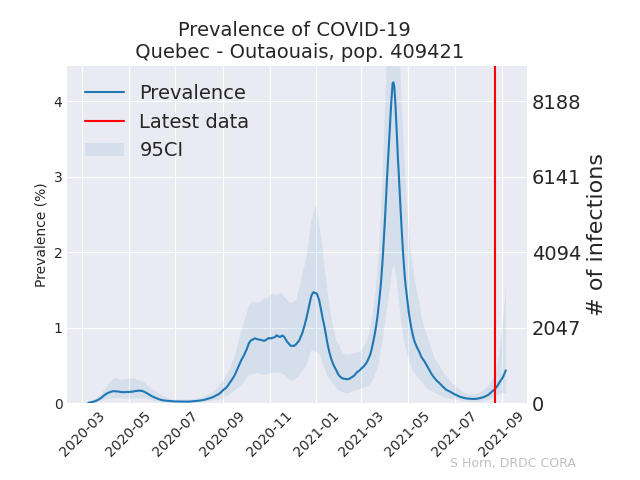 Prevalence of COVID-19
Quebec - Outaouais, pop. 409421
Prevalence
Latest data
95CI
Prevalence (%)
4
3
2
1
0
8188
6141
4094
2047
0
# of infections
2020-03
2020-05
2020-07
2020-09
2020-11
2021-01
2021-03
2021-05
2021-07
2021-09
S Horn, DRDC CORA